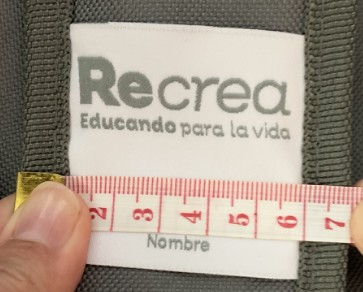 Recrea
Educando para la vida
2 3 4 5 6 7
Nombre